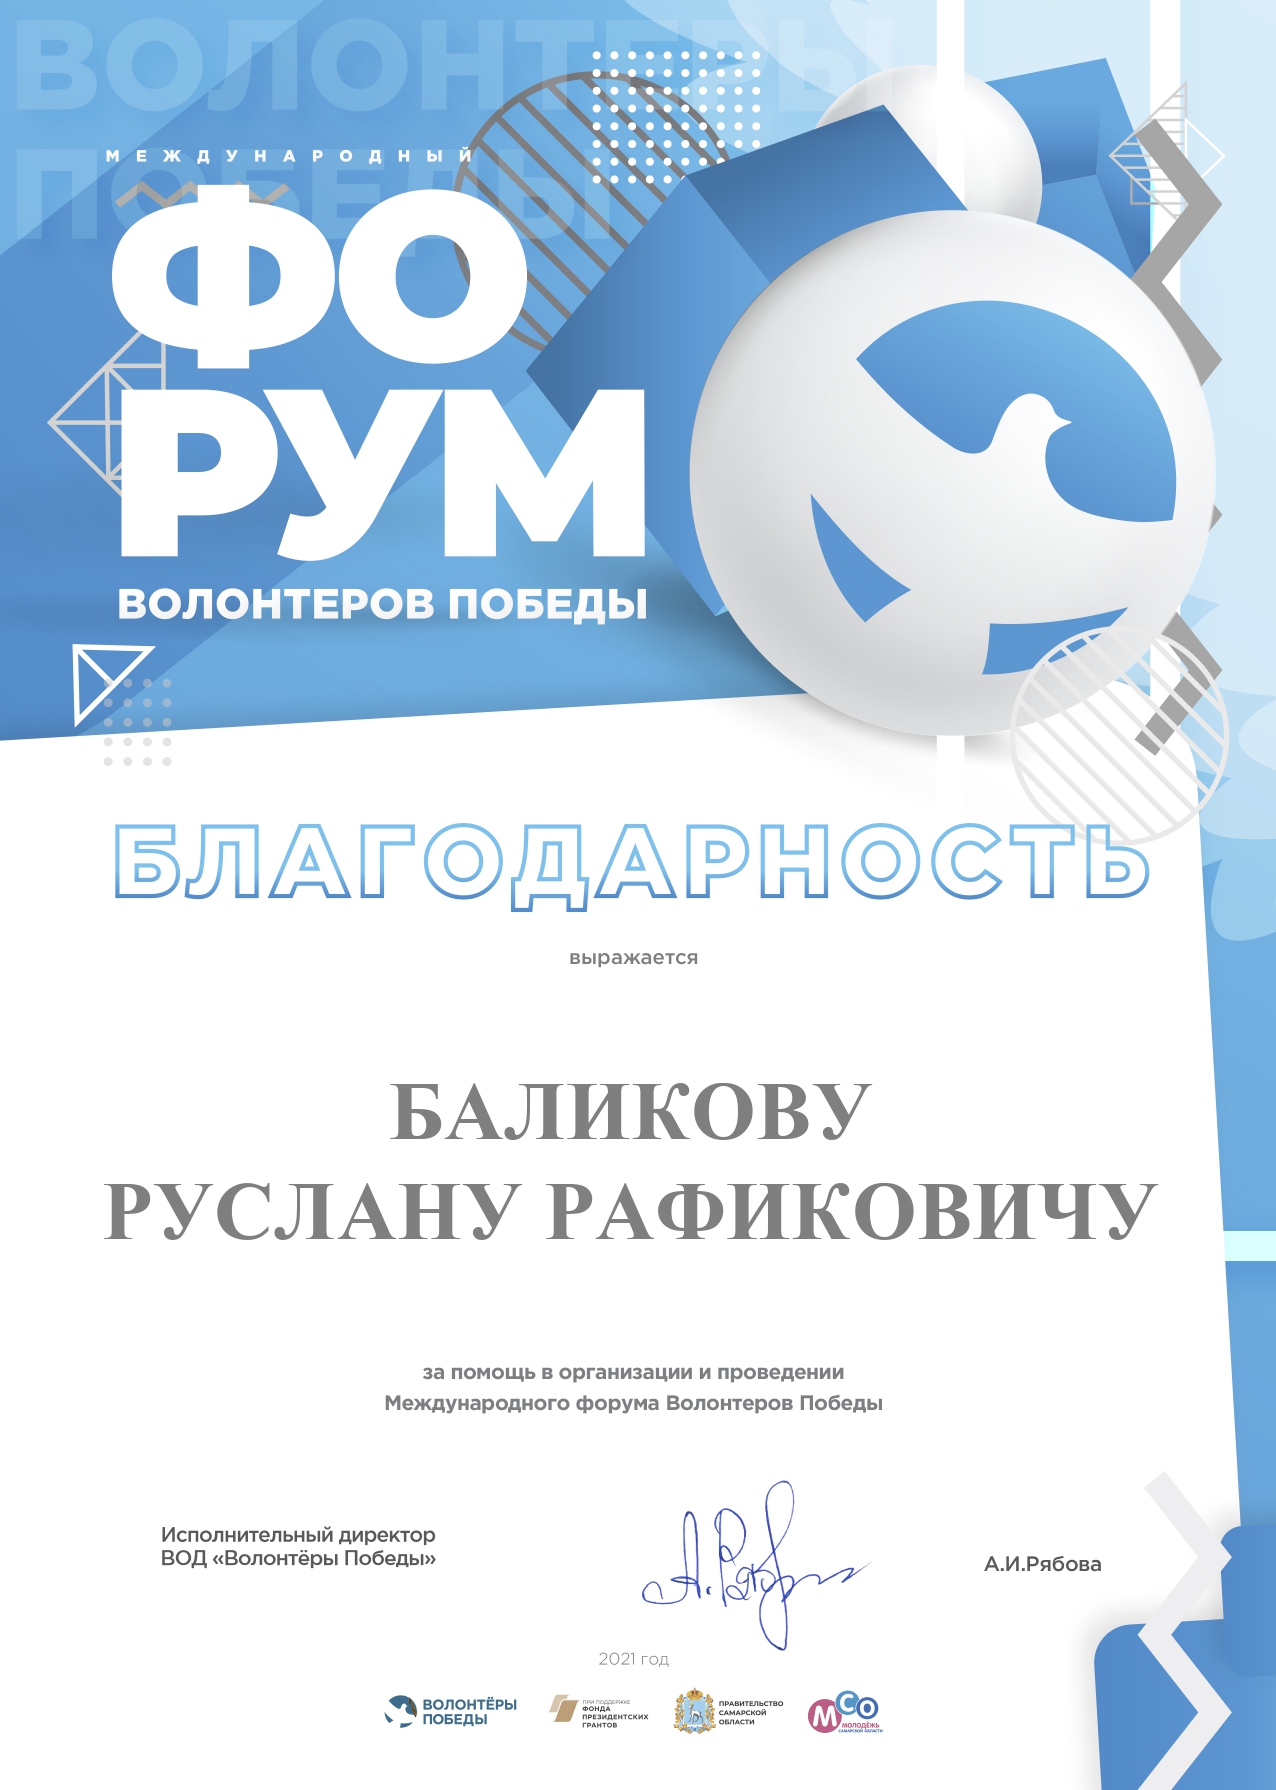 ВОЛОНТЕРЫ
ПОБЕДЫ
МЕЖДУНАРОДНЫЙ
ФО
РУМ
ВОЛОНТЕРОВ ПОБЕДЫ
БЛАГОДАРНОСТЬ
выражается
БАЛИКОВУ
РУСЛАНУ РАФИКОВИЧУ
за помощь в организации и проведении
Международного форума Волонтеров Победы
Исполнительный директор
ВОД «Волонтёры Победы»
А.Рябова
А.И.Рябова
2021 год
ВОЛОНТЁРЫ
ПОБЕДЫ
ПРИ ПОДДЕРЖКЕ
ФОНДА
ПРЕЗИДЕНТСКИХ
ГРАНТОВ
ПРАВИТЕЛЬСТВО
САМАРСКОЙ
ОБЛАСТИ
МСО
МОЛОДЁЖЬ
САМАРСКОЙ ОБЛАСТИ